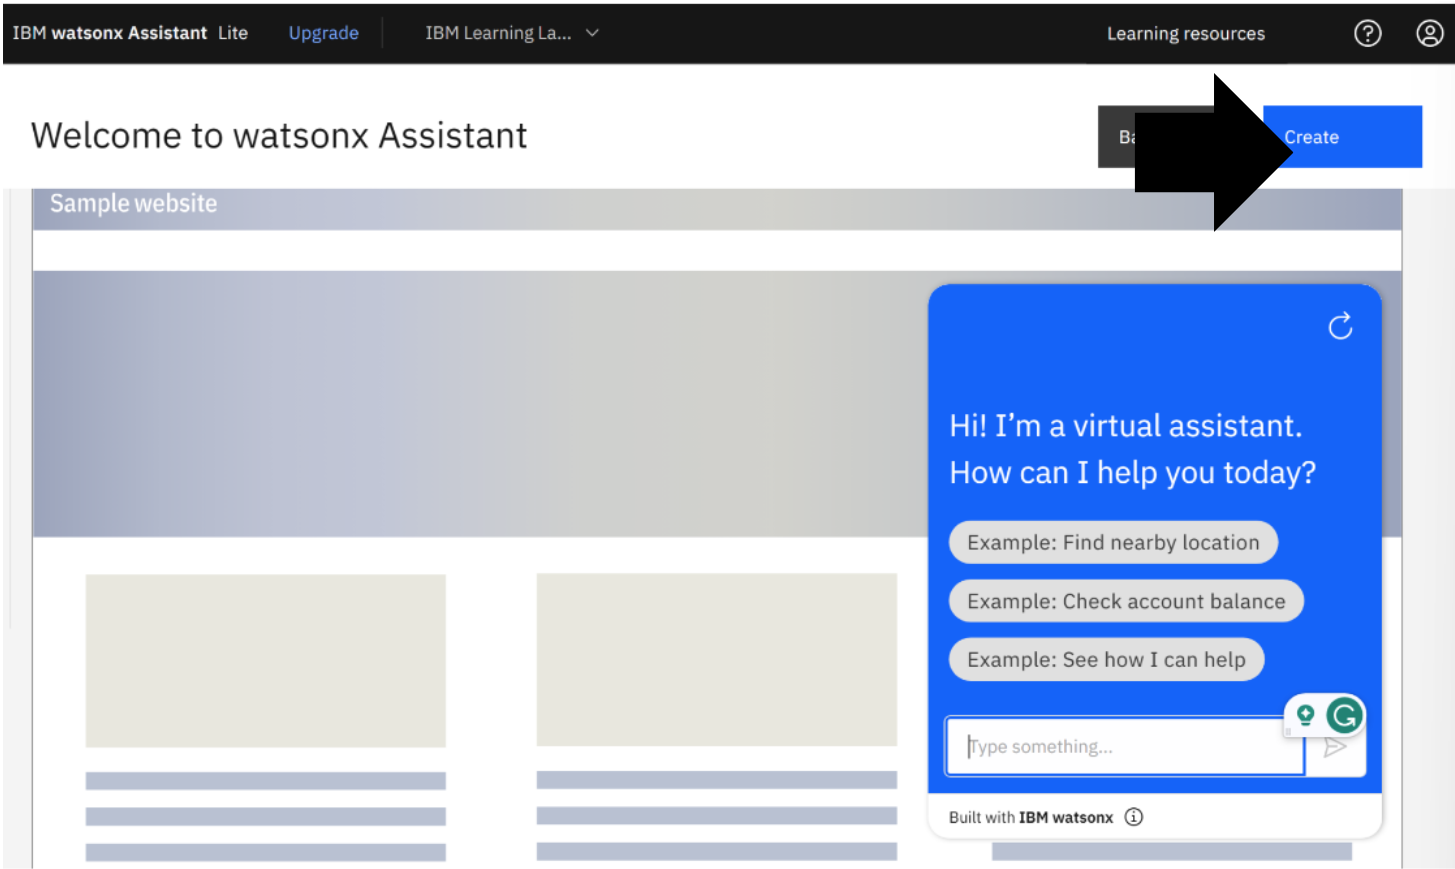 IBM watsonx Assistant Lite Upgrade IBM Learning La... Learning resources
Welcome to watsonx Assistant
Create
Sample website
Hi! I'm a virtual assistant.
How can I help you today?
Example: Find nearby location
Example: Check account balance
Example: See how I can help
Type something...
Built with IBM watsonx